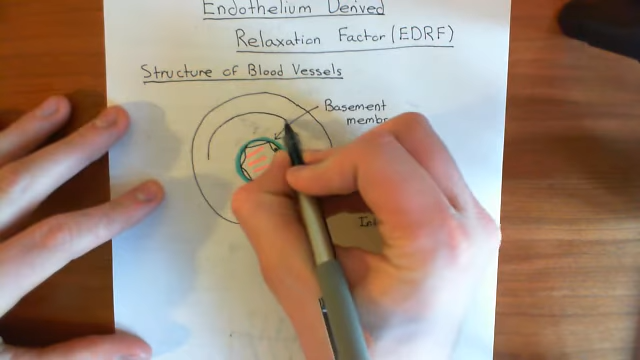 Endothelium Derived
Relaxation Factor (EDRF)
Structure of Blood Vessels
Basement